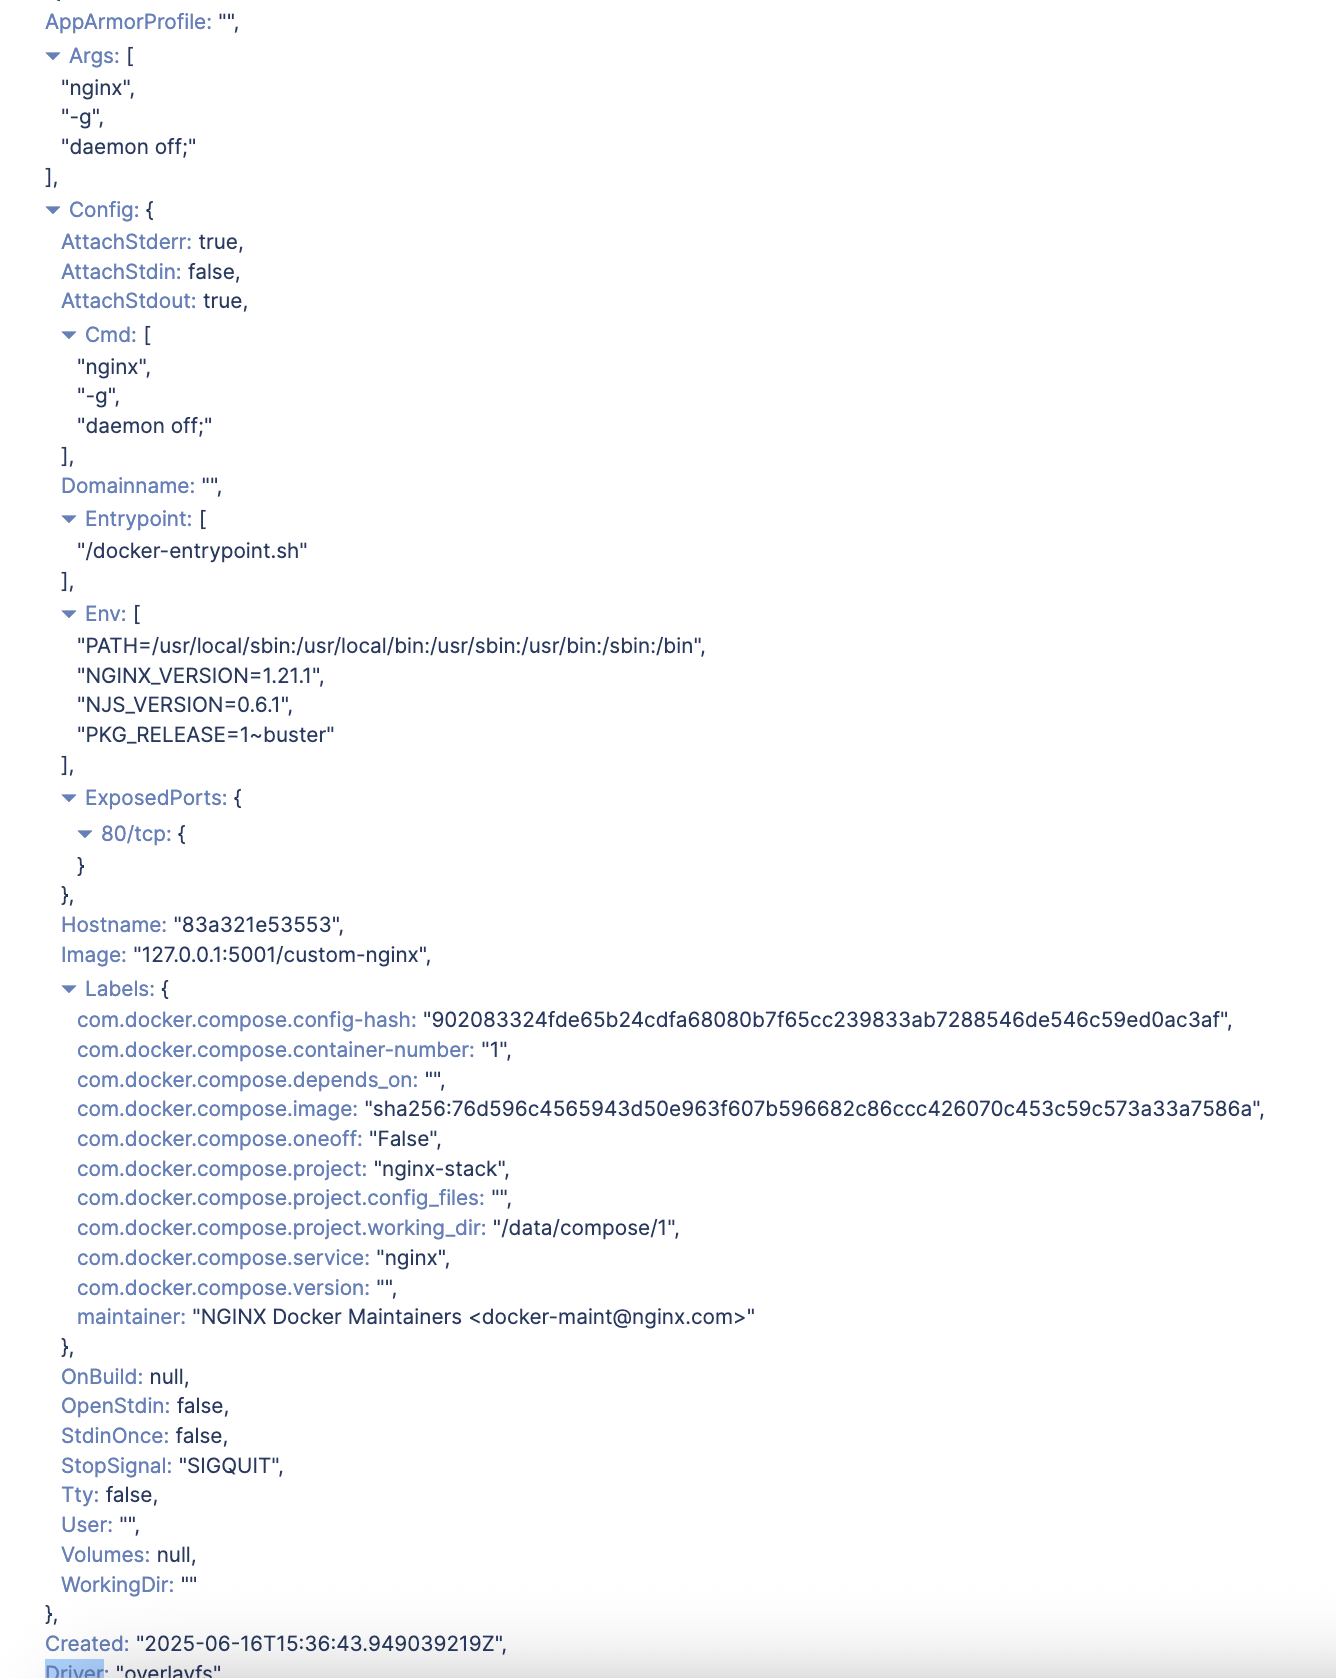 AppArmorProfile: "",
Args: [
"nginx",
"-g",
"daemon off;"
],
Config: {
AttachStderr: true,
AttachStdin: false,
AttachStdout: true,
Cmd: [
"nginx",
"-g",
"daemon off;"
],
Domainname: "",
Entrypoint: [
"/docker-entrypoint.sh"
],
Env: [
"PATH=/usr/local/sbin:/usr/local/bin:/usr/sbin:/usr/bin:/sbin:/bin",
"NGINX_VERSION=1.21.1",
"NJS_VERSION=0.6.1",
"PKG_RELEASE=1~buster"
],
ExposedPorts: {
80/tcp: {
}
},
Hostname: "83a321e53553",
Image: "127.0.0.1:5001/custom-nginx",
Labels: {
com.docker.compose.config-hash: "902083324fde65b24cdfa68080b7f65cc239833ab7288546de546c59ed0ac3af",
com.docker.compose.container-number: "1",
com.docker.compose.depends_on: "",
com.docker.compose.image: "sha256:76d596c4565943d50e963f607b596682c86ccc426070c453c59c573a33a7586a",
com.docker.compose.oneoff: "False",
com.docker.compose.project: "nginx-stack",
com.docker.compose.project.config_files: "",
com.docker.compose.project.working_dir: "/data/compose/1",
com.docker.compose.service: "nginx",
com.docker.compose.version: "",
maintainer: "NGINX Docker Maintainers <docker-maint@nginx.com>"
},
OnBuild: null,
OpenStdin: false,
StdinOnce: false,
StopSignal: "SIGQUIT",
Tty: false,
User: "",
Volumes: null,
WorkingDir: ""
},
Created: "2025-06-16T15:36:43.949039219Z",
Driver: "overlayfs"